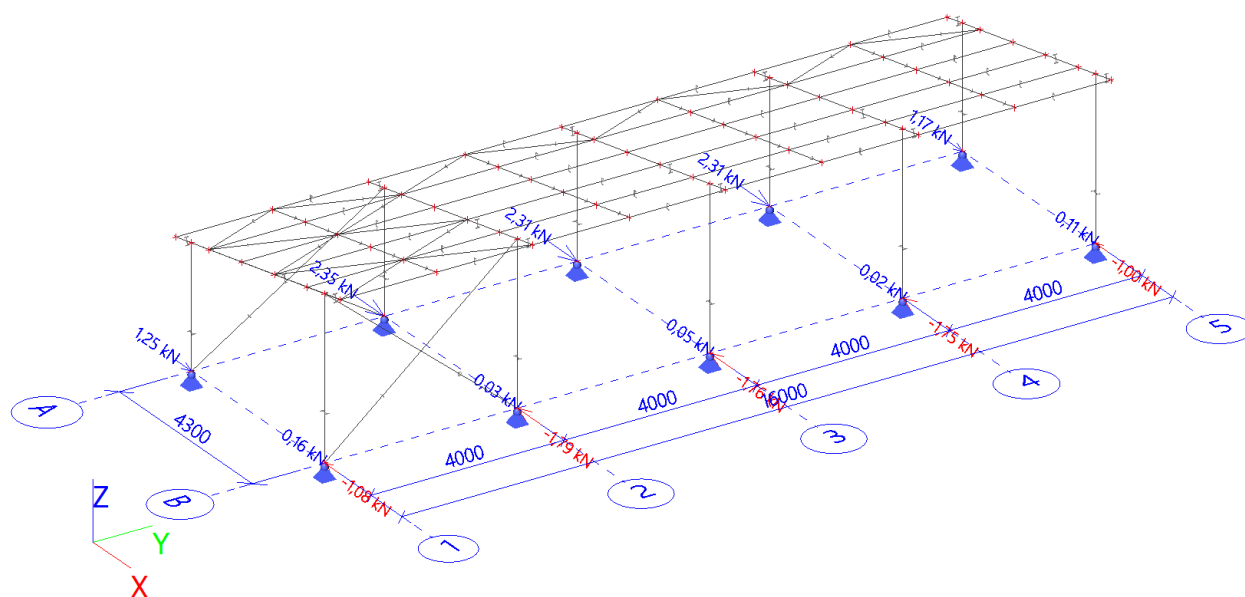 1,17 kN
2,31 kN
0,11 kN
-1,00 kN
2,31 kN
0,02 kN
4000
5
2,35 kN
-1,75 kN
1,25 kN
0,05 kN
4000
4
A
4300
0,03 kN
-1,76 kN
16000
4000
3
0,16 kN
-1,79 kN
4000
2
B
-1,08 kN
1
Z
Y
X